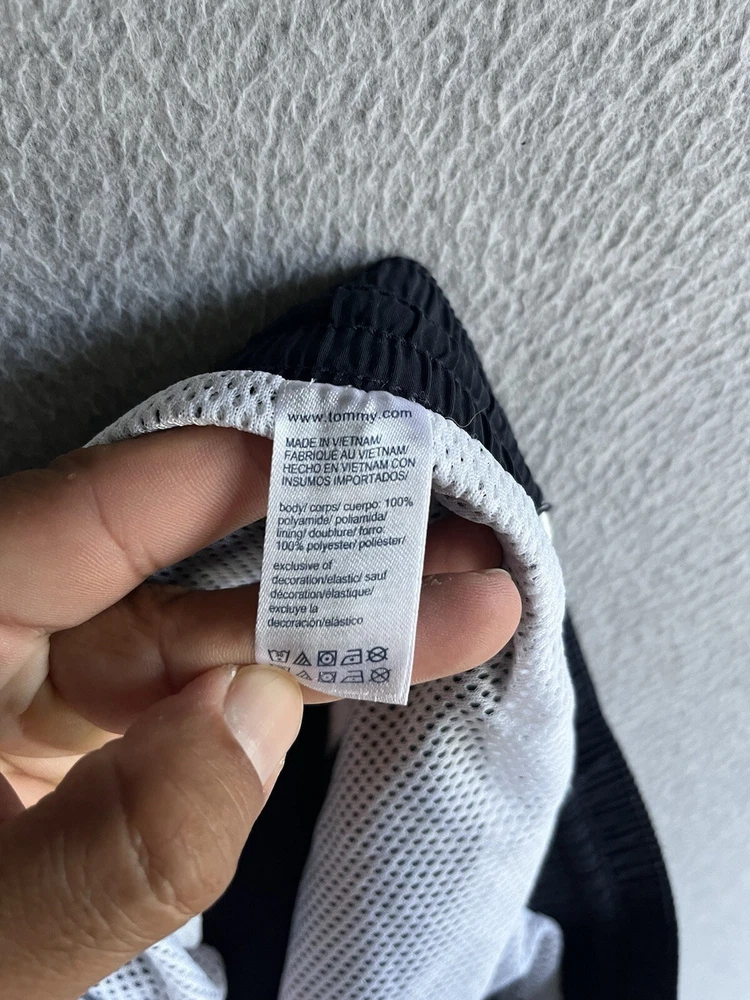 www.tommy.com
MADE IN VIETNAM/
FABRIQUÉ AU VIETNAM/
HECHO EN VIETNAM CON
INSUMOS IMPORTADOS/
body/ corps/ cuerpo: 100%
polyamide/ poliamida/
lining/ doublure/ forro:
100% polyester/ poliéster/
exclusive of
decoration/elastic/ sauf
décoration/élastique/
excluye la
decoración/elástico